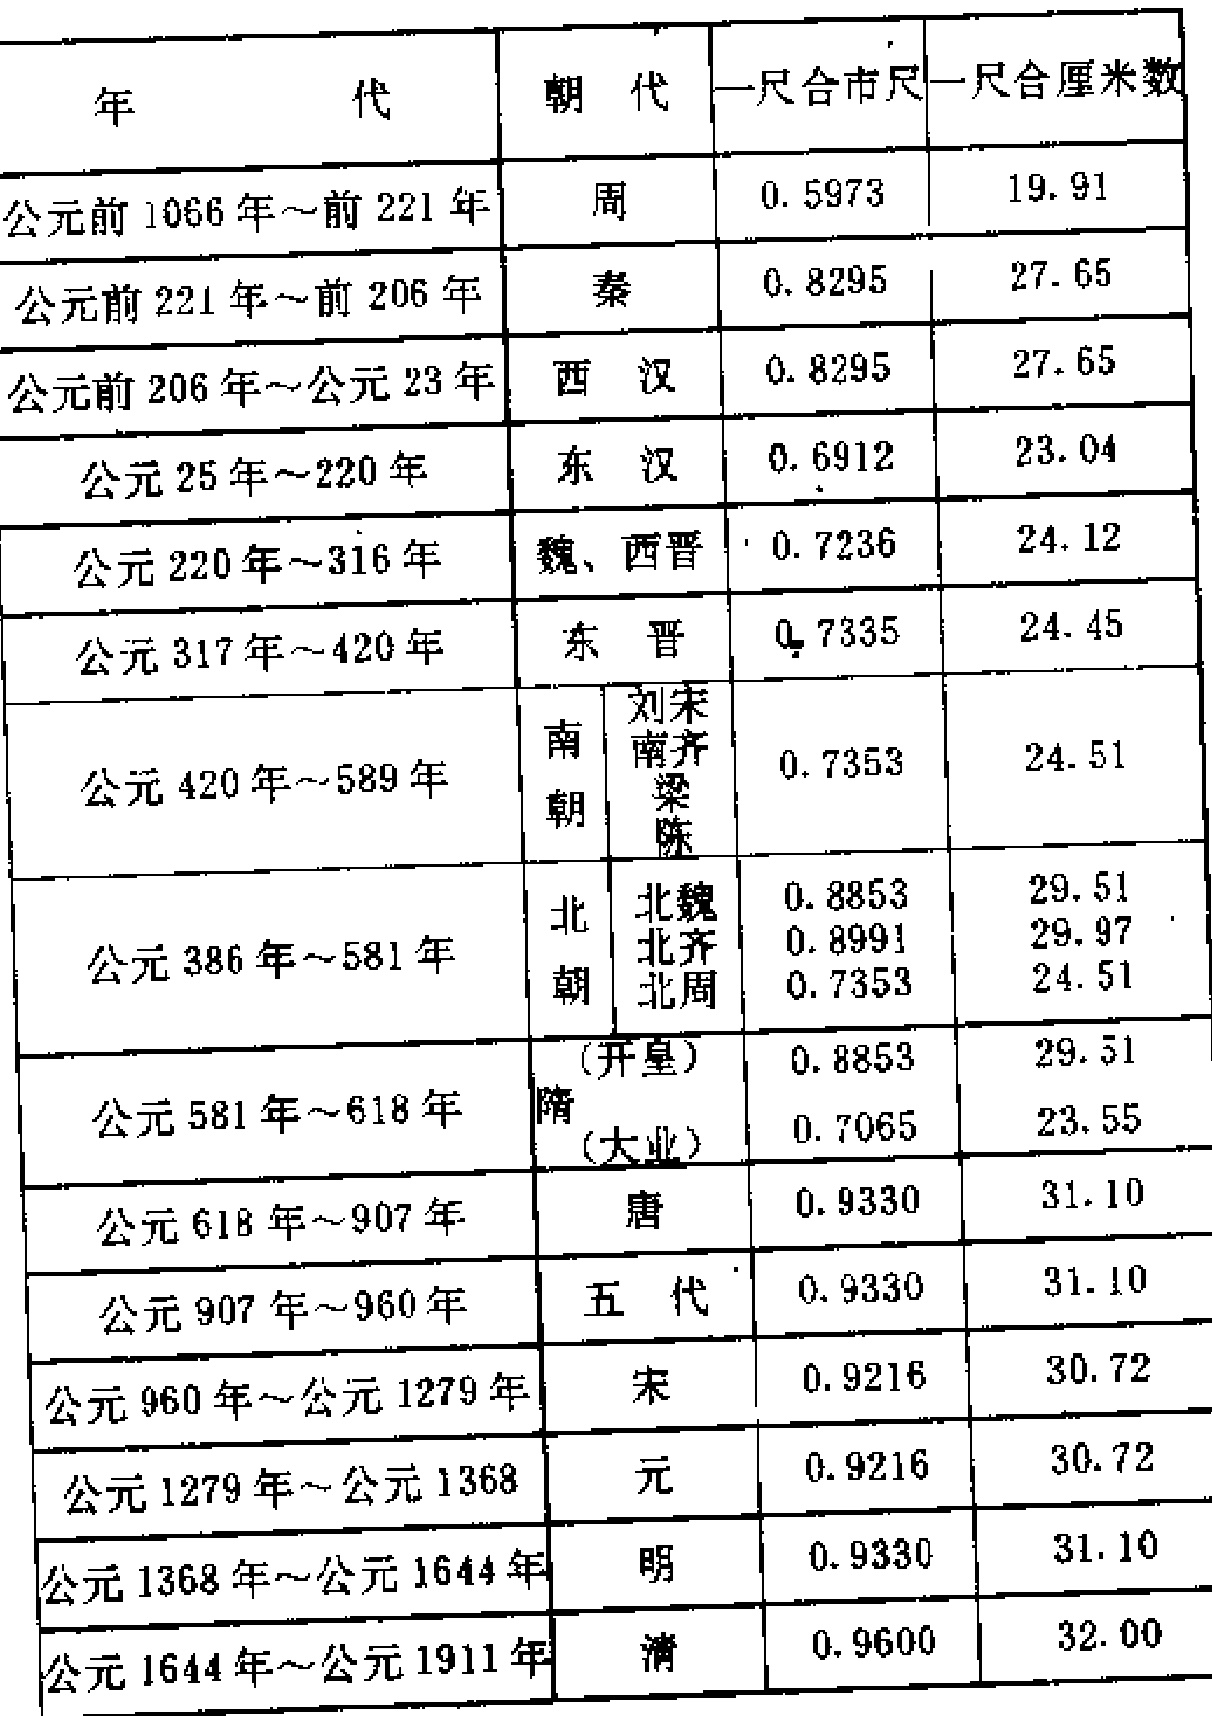 年 代 朝 代 一尺合市尺 一尺合厘米数
公元前 1066 年～前 221 年 周 0.5973 19.91
公元前 221 年～前 206 年 秦 0.8295 27.65
公元前 206 年～公元 23 年 西 汉 0.8295 27.65
公元 25 年～220 年 东 汉 0.6912 23.04
公元 220 年～316 年 魏、西晋 0.7236 24.12
公元 317 年～420 年 东 晋 0.7335 24.45
公元 420 年～589 年 南朝 刘宋 0.7353 24.51
南齐
梁
陈
公元 386 年～581 年 北朝 北魏 0.8853 29.51
北齐 0.8991 29.97
北周 0.7353 24.51
公元 581 年～618 年 隋 （开皇） 0.8853 29.51
（大业） 0.7065 23.55
公元 618 年～907 年 唐 0.9330 31.10
公元 907 年～960 年 五 代 0.9330 31.10
公元 960 年～公元 1279 年 宋 0.9216 30.72
公元 1279 年～公元 1368 元 0.9216 30.72
公元 1368 年～公元 1644 年 明 0.9330 31.10
公元 1644 年～公元 1911 年 清 0.9600 32.00